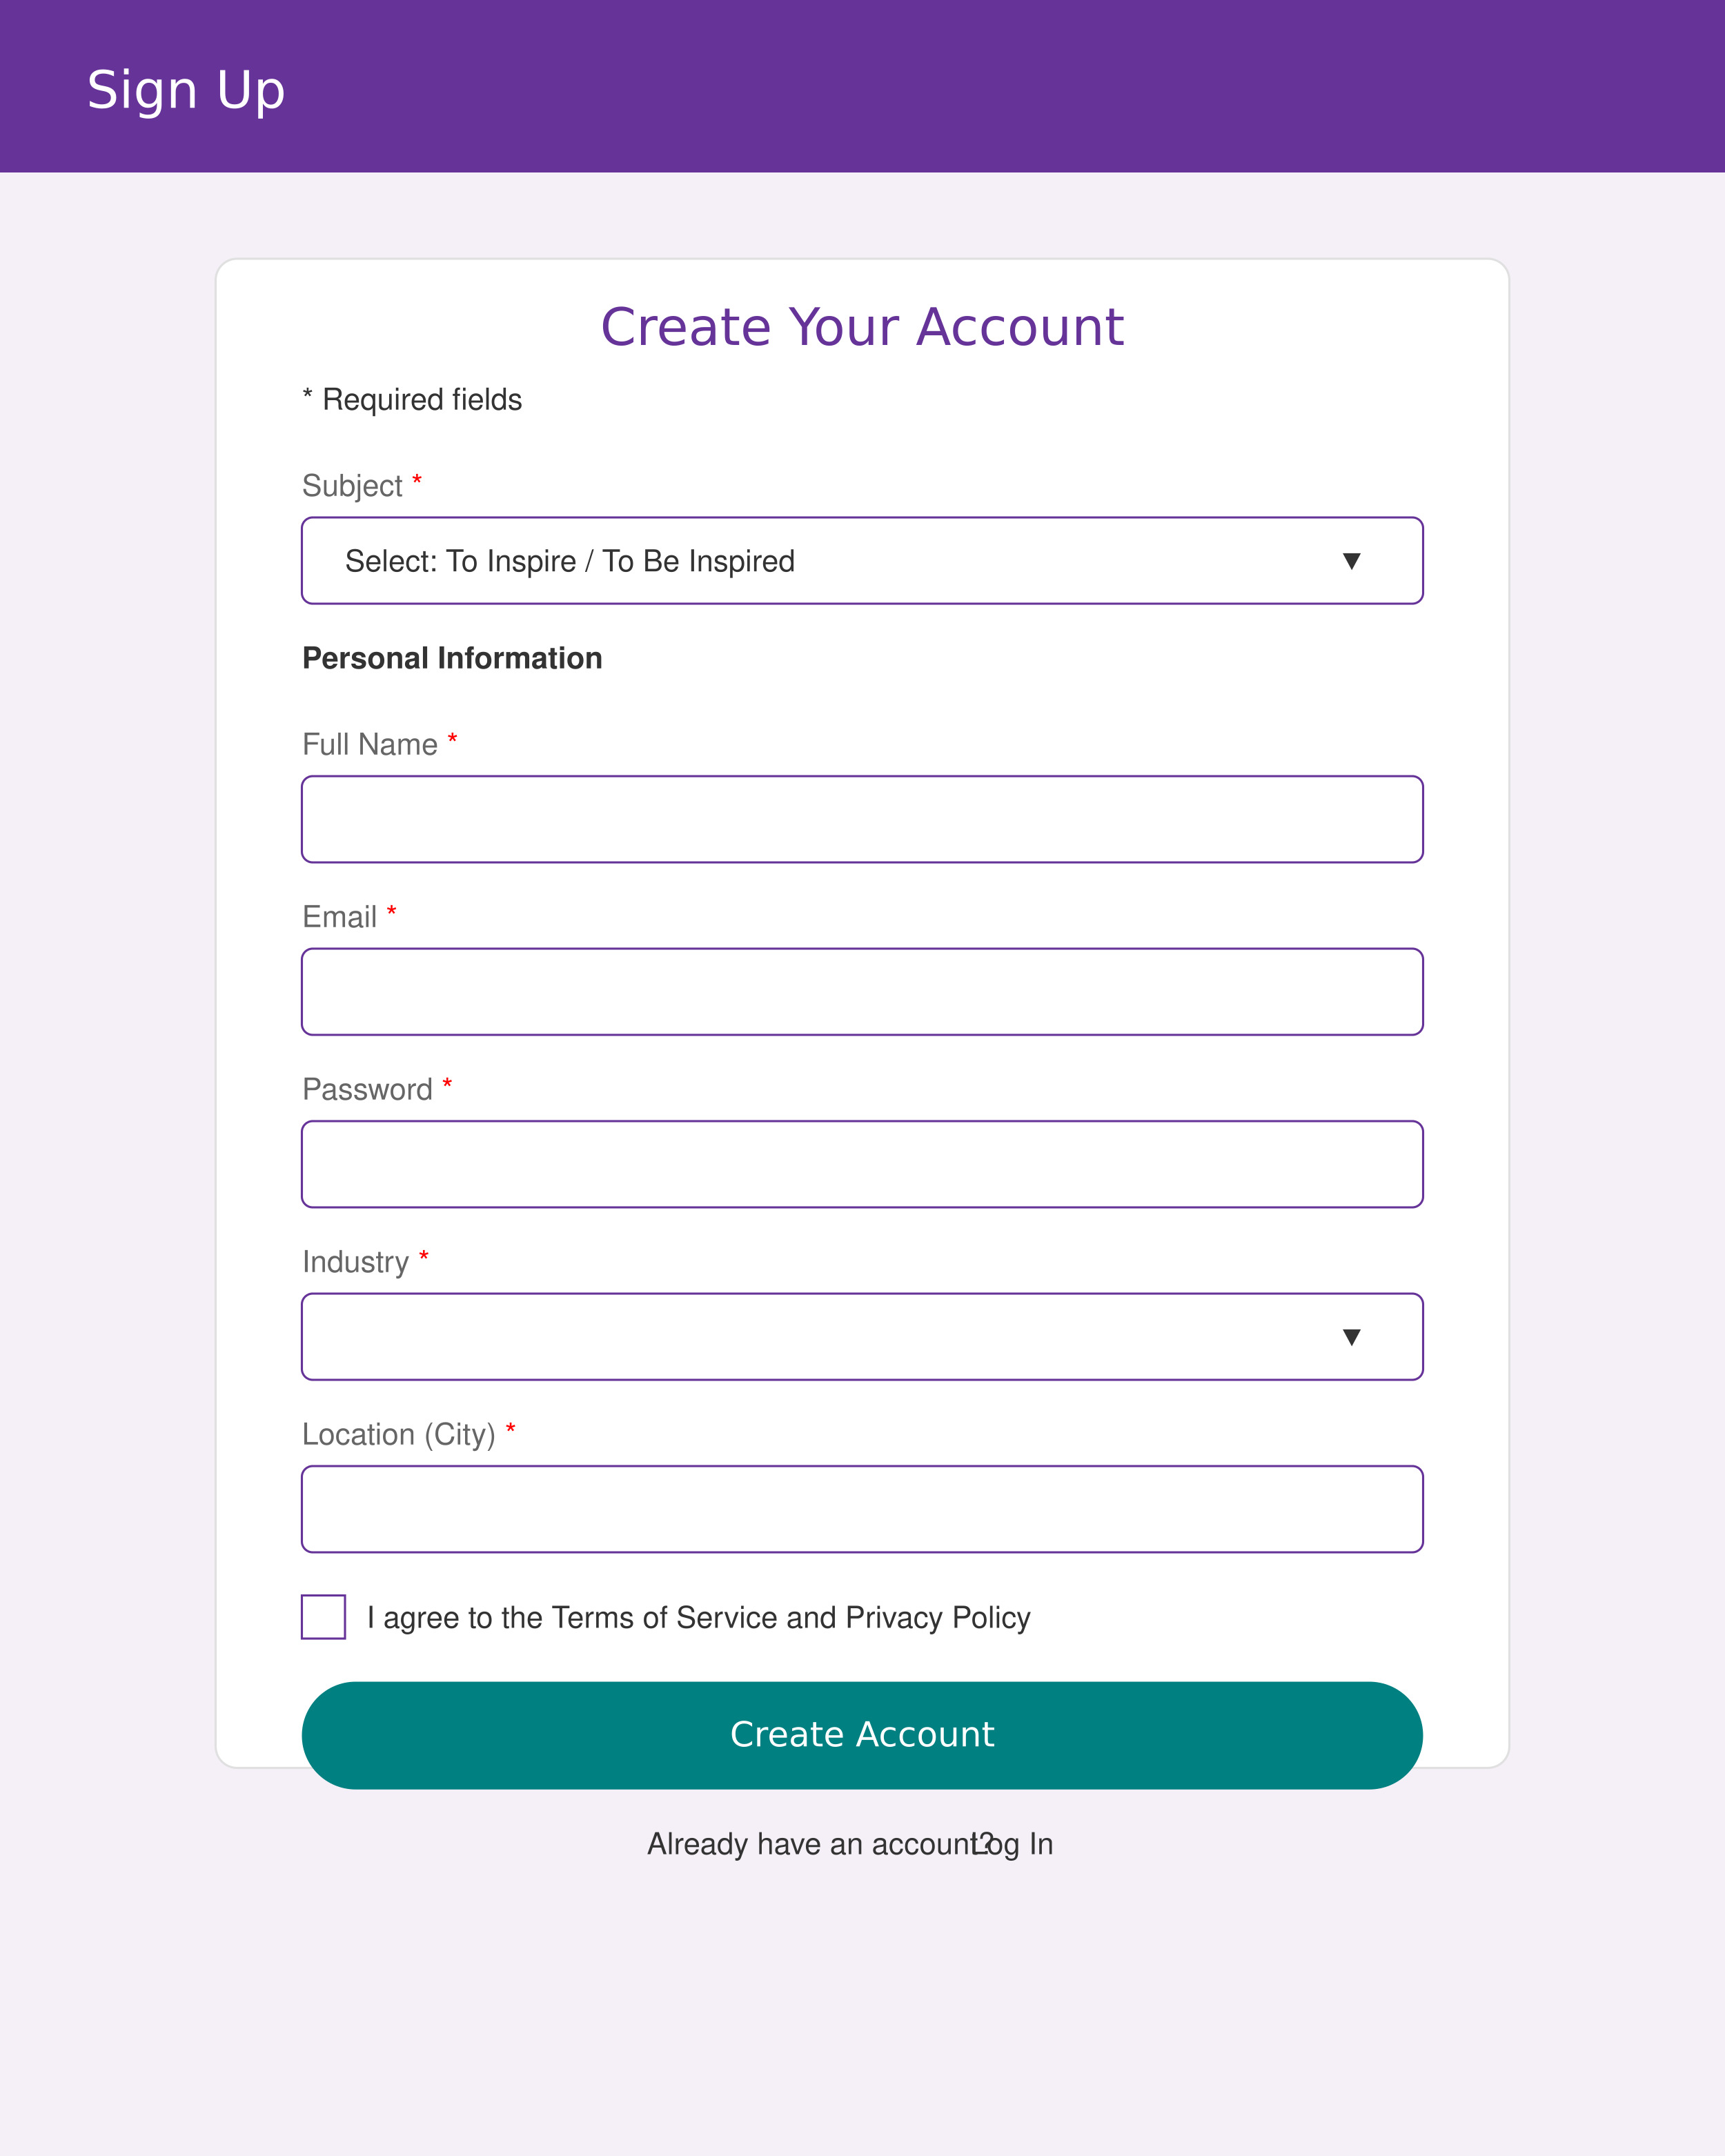 Sign Up
Create Your Account
* Required fields
Subject *
Select: To Inspire / To Be Inspired ▼
Personal Information
Full Name *
Email *
Password *
Industry *
▼
Location (City) *
I agree to the Terms of Service and Privacy Policy
Create Account
Already have an account? Log In